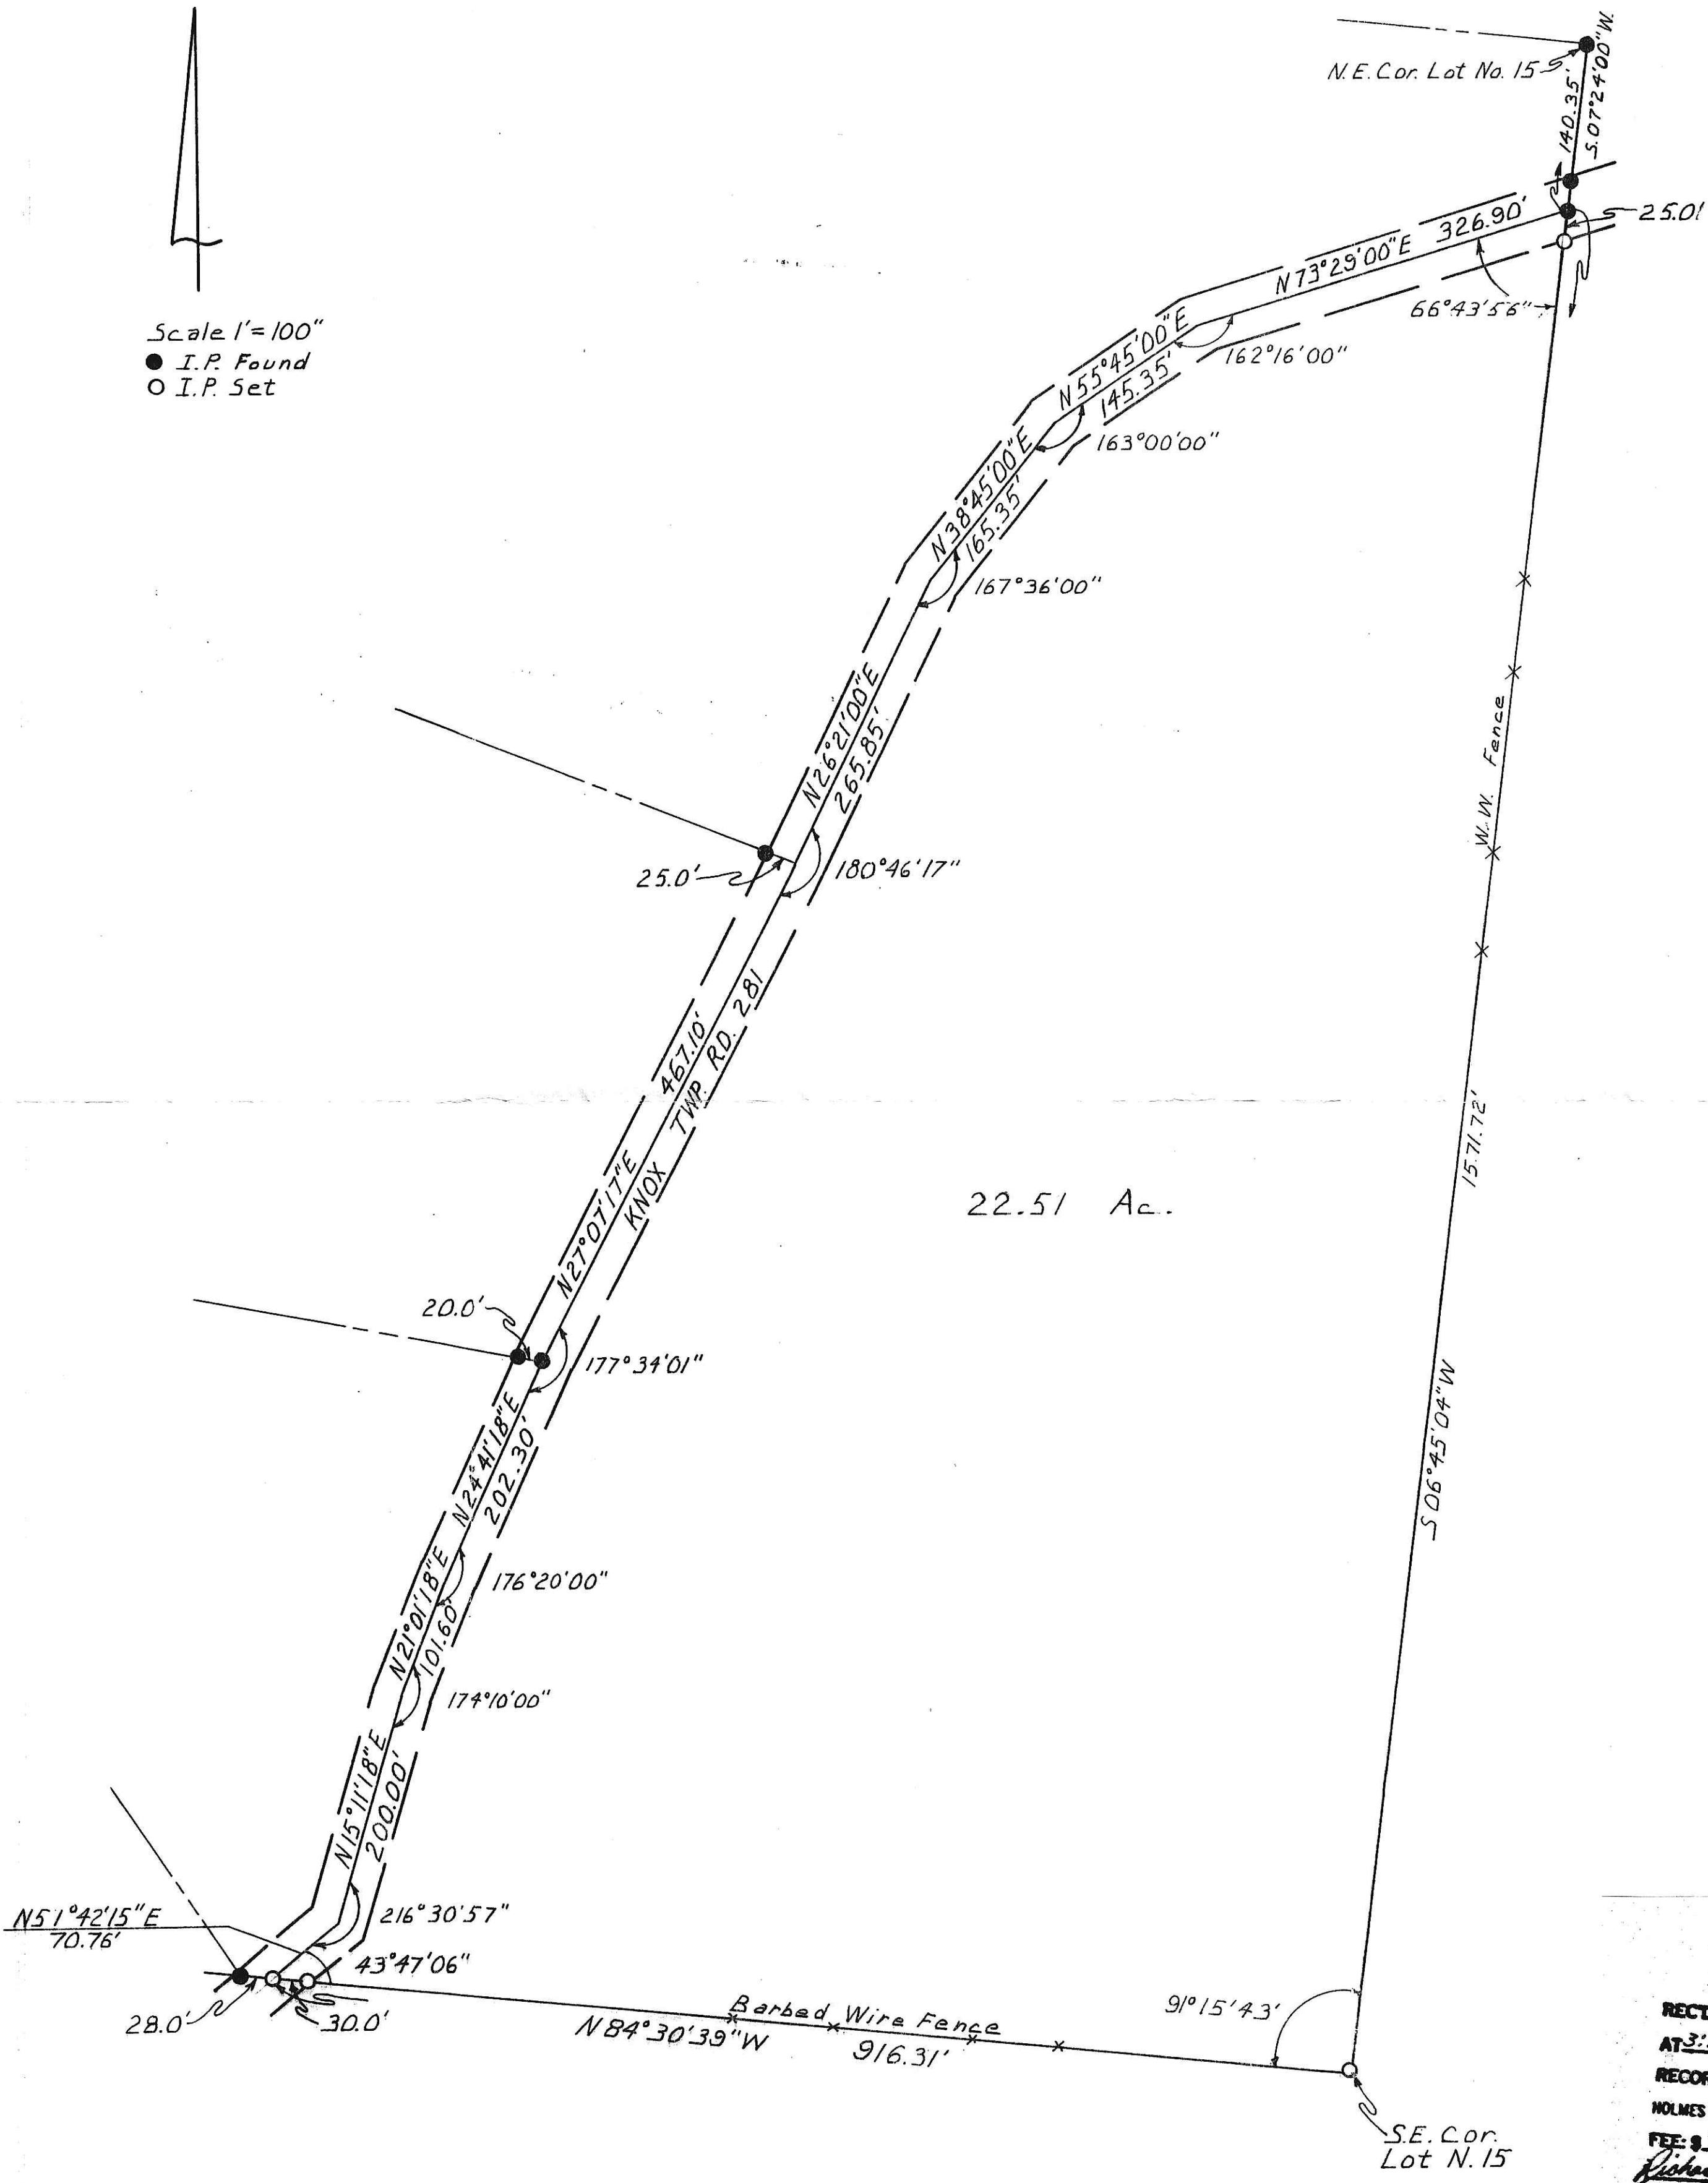 N.E. Cor. Lot No. 15
140.35'
S.07°24'00"W.
25.01
Scale 1'=100"
I.P. Found
I.P. Set
N73°29'00"E 326.90'
66°43'56"
N55°45'00"E
145.35'
162°16'00"
163°00'00"
N38°45'00"E
165.35'
167°36'00"
N26°21'00"E
265.85'
W.W. Fence
25.0'
180°46'17"
N27°07'17"E 467.10'
KNOX TWP. RD. 281
15.71.72'
22.51 Ac.
20.0'
177°34'01"
S06°45'04"W
N24°41'18"E
202.30'
176°20'00"
N21°01'18"E
101.60'
174°10'00"
N15°11'18"E
200.00'
N51°42'15"E
70.76'
216°30'57"
43°47'06"
28.0'
30.0'
Barbed Wire Fence
N84°30'39"W 916.31'
91°15'43'
S.E. Cor.
Lot N. 15
AT 3:
HOLMES
FEE: $